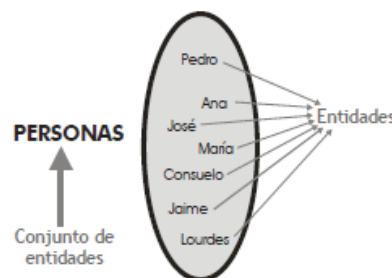 Pedro
Ana
José
María
Consuelo
Jaime
Lourdes
Entidades
PERSONAS
Conjunto de
entidades